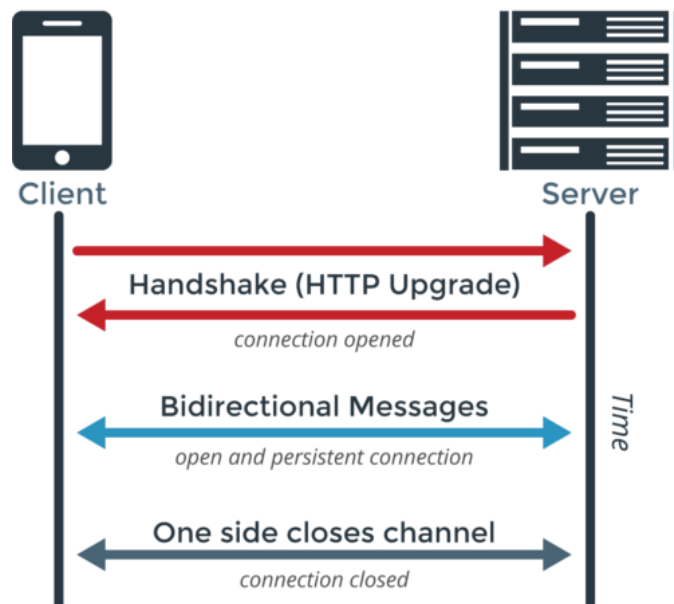 Client
Server
Handshake (HTTP Upgrade)
connection opened
Bidirectional Messages
open and persistent connection
Time
One side closes channel
connection closed